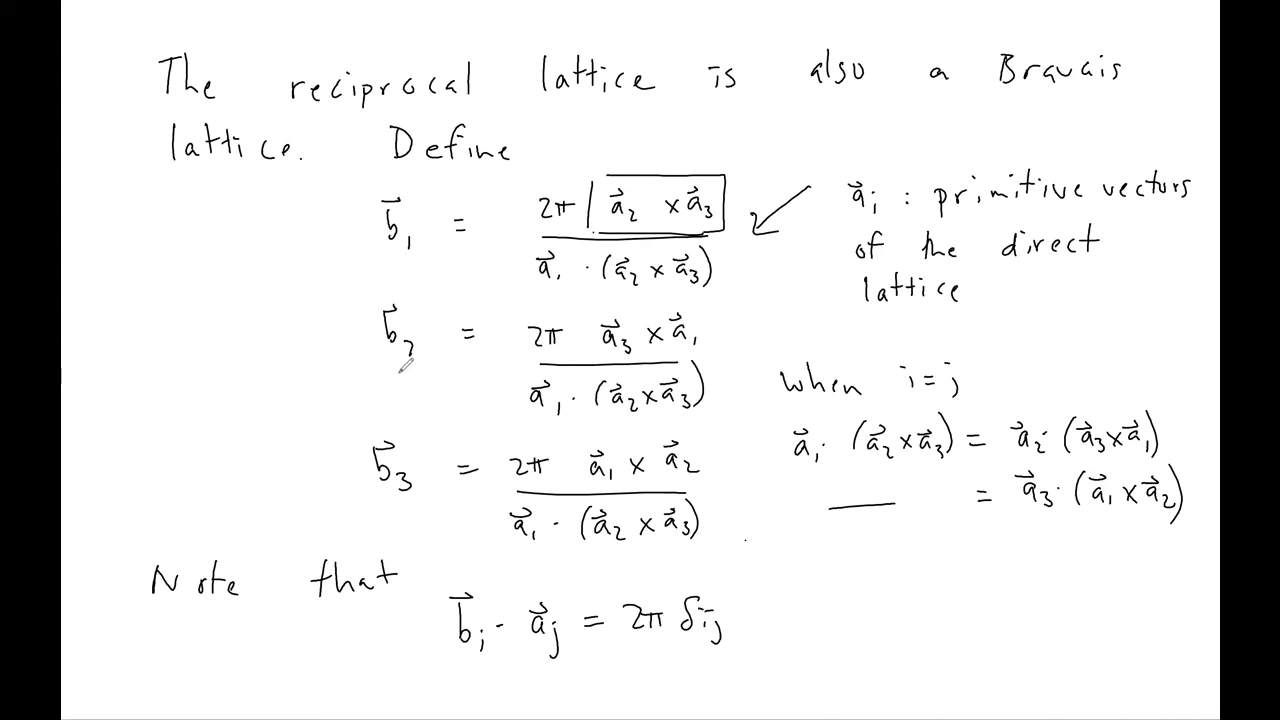 The reciprocal lattice is also a Bravais
lattice. Define
b⃗₁ = 2π a⃗₂ × a⃗₃ / a⃗₁ · (a⃗₂ × a⃗₃)
a⃗ᵢ : primitive vectors
of the direct
lattice
b⃗₂ = 2π a⃗₃ × a⃗₁ / a⃗₁ · (a⃗₂ × a⃗₃)
when i = j
a⃗₁ · (a⃗₂ × a⃗₃) = a⃗₂ · (a⃗₃ × a⃗₁)
= a⃗₃ · (a⃗₁ × a⃗₂)
b⃗₃ = 2π a⃗₁ × a⃗₂ / a⃗₁ · (a⃗₂ × a⃗₃)
Note that
b⃗ᵢ · a⃗ⱼ = 2π δᵢⱼ